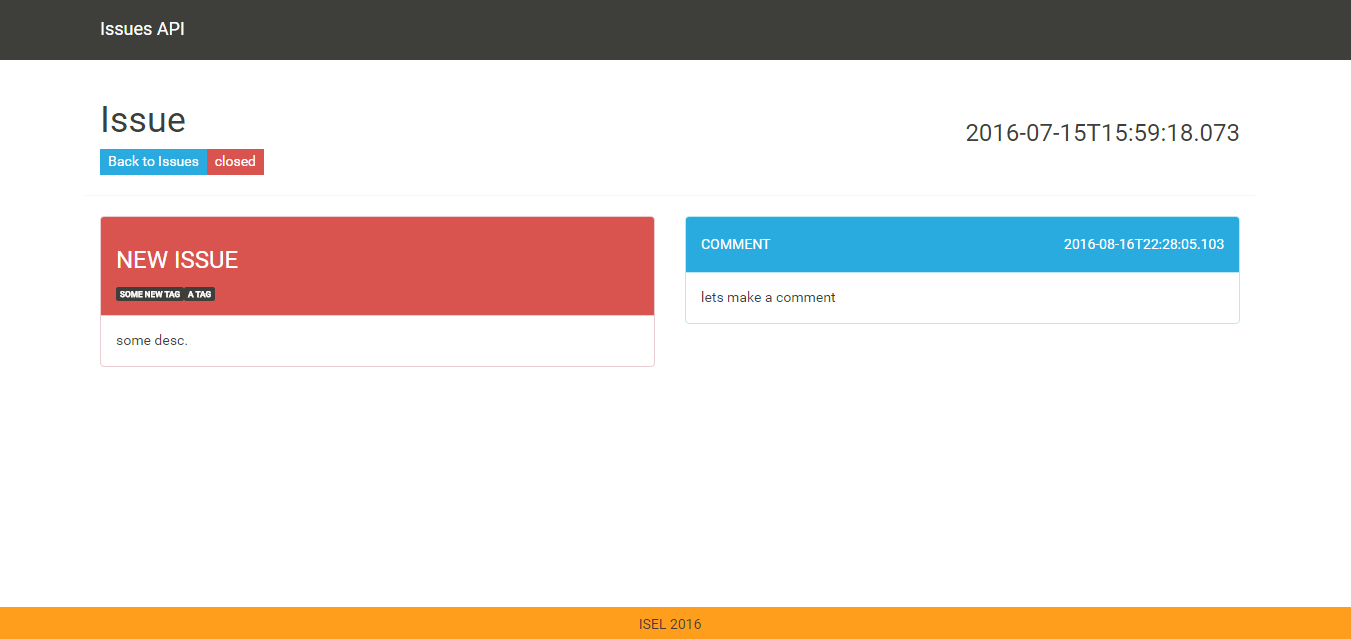 Issues API
Issue
2016-07-15T15:59:18.073
Back to Issues closed
NEW ISSUE
SOME NEW TAG A TAG
some desc.
COMMENT 2016-08-16T22:28:05.103
lets make a comment
ISEL 2016